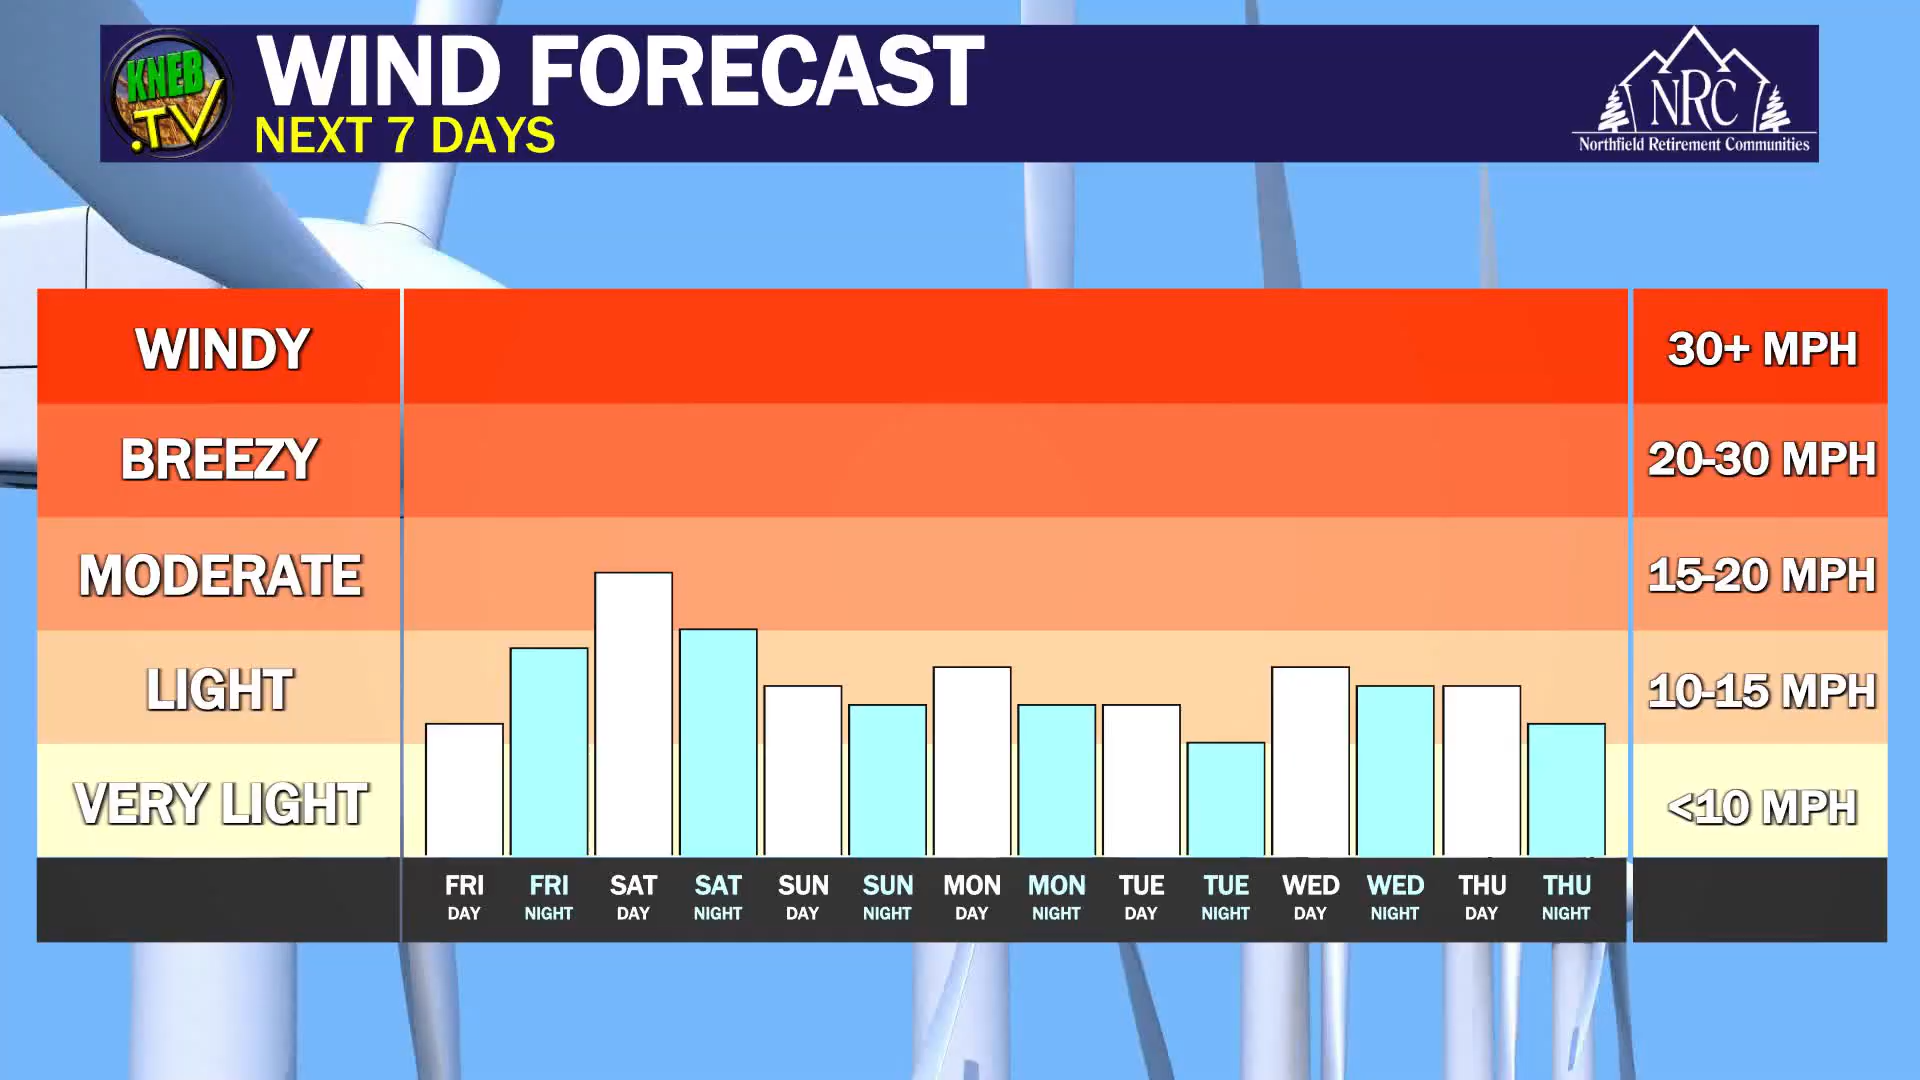 KNEB
.TV
WIND FORECAST
NEXT 7 DAYS
NRC
Northfield Retirement Communities
WINDY
30+ MPH
BREEZY
20-30 MPH
MODERATE
15-20 MPH
LIGHT
10-15 MPH
VERY LIGHT
<10 MPH
FRI FRI SAT SAT SUN SUN MON MON TUE TUE WED WED THU THU
DAY NIGHT DAY NIGHT DAY NIGHT DAY NIGHT DAY NIGHT DAY NIGHT DAY NIGHT